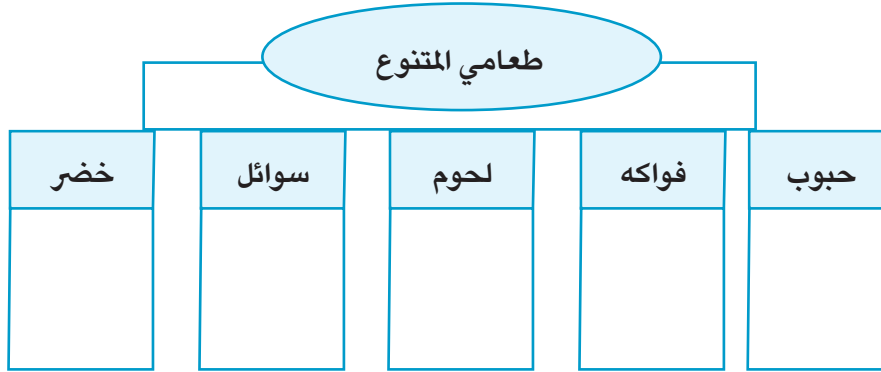 طعامي المتنوع
حبوب
فواكه
لحوم
سوائل
خضر